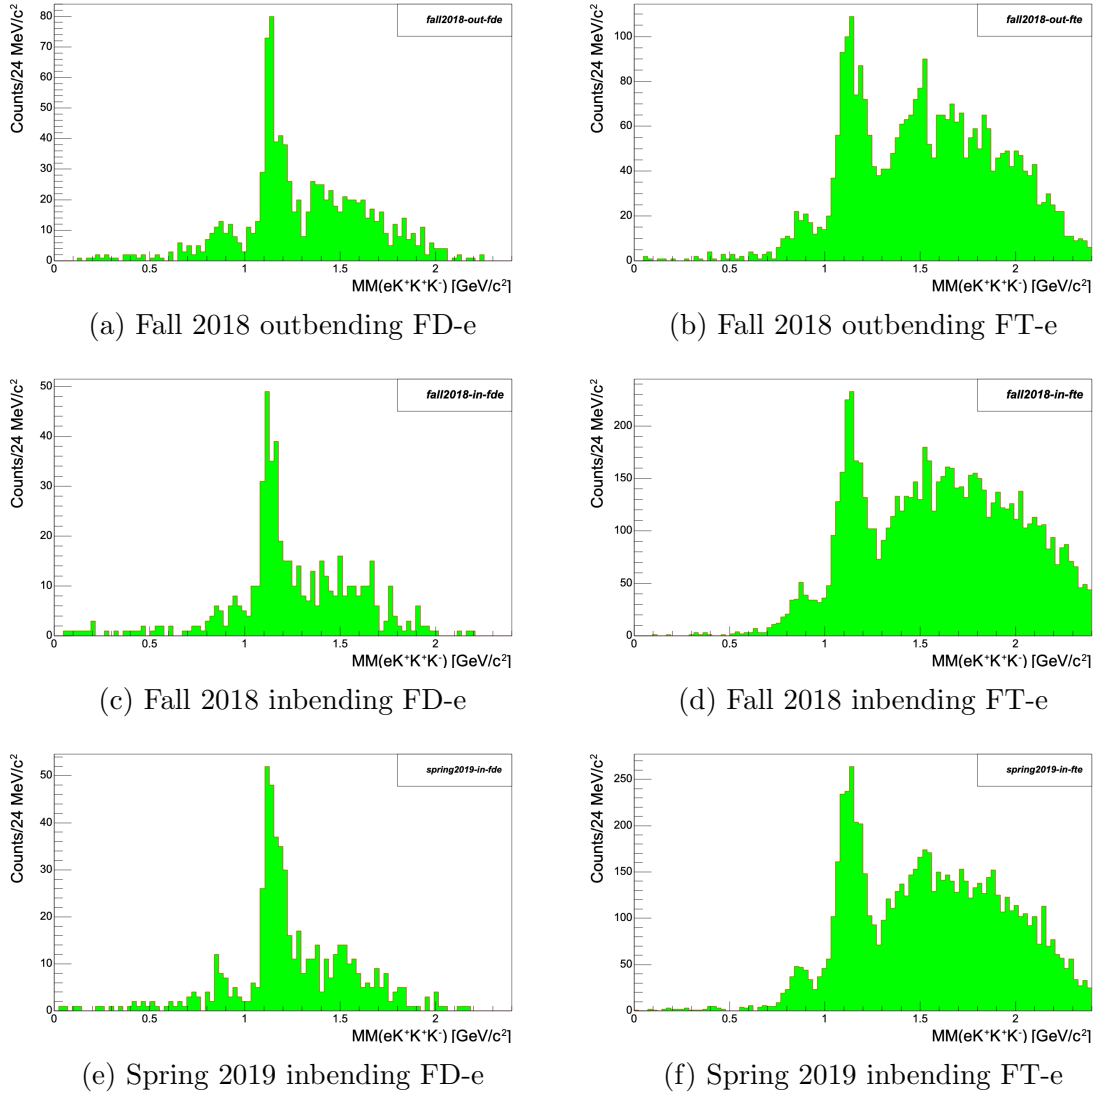 fall2018-out-fde
Counts/24 MeV/c²
80
70
60
50
40
30
20
10
0
0 0.5 1 1.5 2
MM(eK⁺K⁺K⁻) [GeV/c²]
(a) Fall 2018 outbending FD-e
fall2018-out-fte
Counts/24 MeV/c²
100
80
60
40
20
0
0 0.5 1 1.5 2
MM(eK⁺K⁺K⁻) [GeV/c²]
(b) Fall 2018 outbending FT-e
fall2018-in-fde
Counts/24 MeV/c²
50
40
30
20
10
0
0 0.5 1 1.5 2
MM(eK⁺K⁺K⁻) [GeV/c²]
(c) Fall 2018 inbending FD-e
fall2018-in-fte
Counts/24 MeV/c²
200
150
100
50
0
0 0.5 1 1.5 2
MM(eK⁺K⁺K⁻) [GeV/c²]
(d) Fall 2018 inbending FT-e
spring2019-in-fde
Counts/24 MeV/c²
50
40
30
20
10
0
0 0.5 1 1.5 2
MM(eK⁺K⁺K⁻) [GeV/c²]
(e) Spring 2019 inbending FD-e
spring2019-in-fte
Counts/24 MeV/c²
250
200
150
100
50
0
0 0.5 1 1.5 2
MM(eK⁺K⁺K⁻) [GeV/c²]
(f) Spring 2019 inbending FT-e